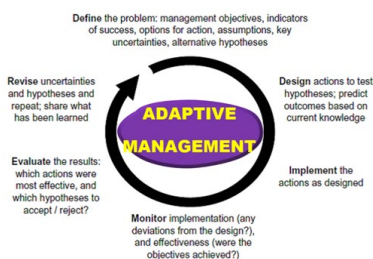 Define the problem: management objectives, indicators
of success, options for action, assumptions, key
uncertainties, alternative hypotheses
Design actions to test
hypotheses; predict
outcomes based on
current knowledge
Implement the
actions as designed
Monitor implementation (any
deviations from the design?),
and effectiveness (were the
objectives achieved?)
Evaluate the results:
which actions were
most effective, and
which hypotheses to
accept / reject?
Revise uncertainties
and hypotheses and
repeat; share what
has been learned
ADAPTIVE
MANAGEMENT